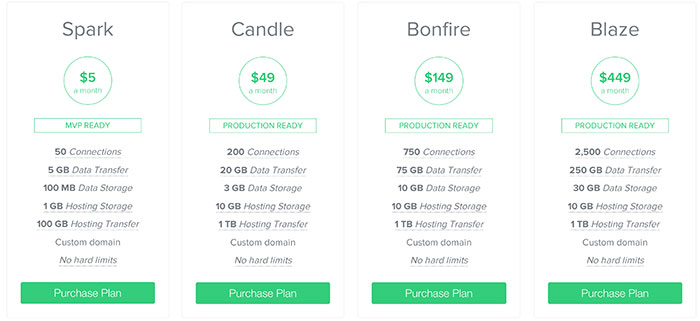 Spark
$5
a month
MVP READY
50 Connections
5 GB Data Transfer
100 MB Data Storage
1 GB Hosting Storage
100 GB Hosting Transfer
Custom domain
No hard limits
Purchase Plan
Candle
$49
a month
PRODUCTION READY
200 Connections
20 GB Data Transfer
3 GB Data Storage
10 GB Hosting Storage
1 TB Hosting Transfer
Custom domain
No hard limits
Purchase Plan
Bonfire
$149
a month
PRODUCTION READY
750 Connections
75 GB Data Transfer
10 GB Data Storage
10 GB Hosting Storage
1 TB Hosting Transfer
Custom domain
No hard limits
Purchase Plan
Blaze
$449
a month
PRODUCTION READY
2,500 Connections
250 GB Data Transfer
30 GB Data Storage
10 GB Hosting Storage
1 TB Hosting Transfer
Custom domain
No hard limits
Purchase Plan